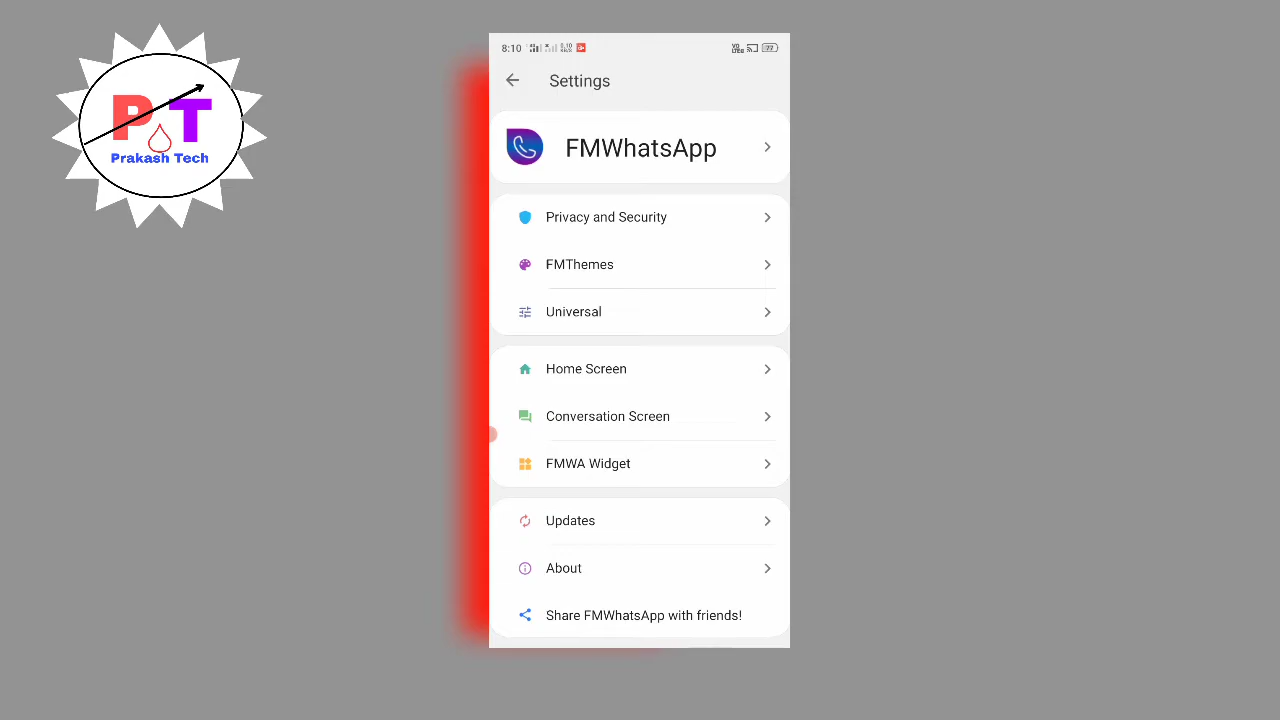 P T
Prakash Tech
8:10
77
Settings
FMWhatsApp
Privacy and Security
FMThemes
Universal
Home Screen
Conversation Screen
FMWA Widget
Updates
About
Share FMWhatsApp with friends!